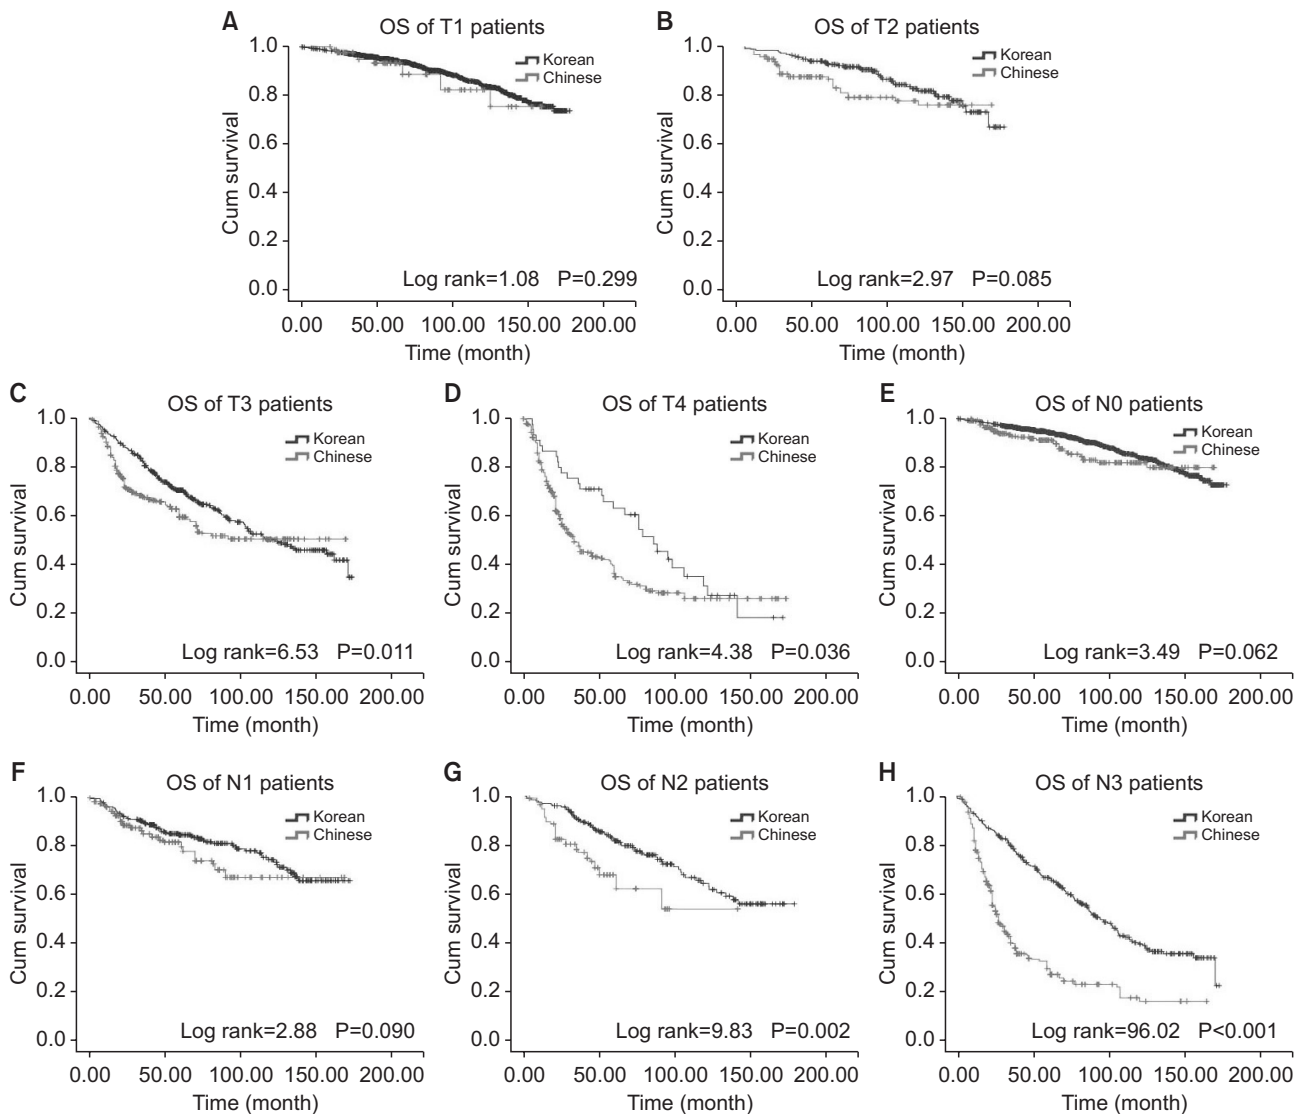 A
OS of T1 patients
1.0
0.8
0.6
0.4
0.2
0.0
Cum survival
Korean
Chinese
Log rank=1.08 P=0.299
0.00 50.00 100.00 150.00 200.00
Time (month)
B
OS of T2 patients
1.0
0.8
0.6
0.4
0.2
0.0
Cum survival
Korean
Chinese
Log rank=2.97 P=0.085
0.00 50.00 100.00 150.00 200.00
Time (month)
C
OS of T3 patients
1.0
0.8
0.6
0.4
0.2
0.0
Cum survival
Korean
Chinese
Log rank=6.53 P=0.011
0.00 50.00 100.00 150.00 200.00
Time (month)
D
OS of T4 patients
1.0
0.8
0.6
0.4
0.2
0.0
Cum survival
Korean
Chinese
Log rank=4.38 P=0.036
0.00 50.00 100.00 150.00 200.00
Time (month)
E
OS of N0 patients
1.0
0.8
0.6
0.4
0.2
0.0
Cum survival
Korean
Chinese
Log rank=3.49 P=0.062
0.00 50.00 100.00 150.00 200.00
Time (month)
F
OS of N1 patients
1.0
0.8
0.6
0.4
0.2
0.0
Cum survival
Korean
Chinese
Log rank=2.88 P=0.090
0.00 50.00 100.00 150.00 200.00
Time (month)
G
OS of N2 patients
1.0
0.8
0.6
0.4
0.2
0.0
Cum survival
Korean
Chinese
Log rank=9.83 P=0.002
0.00 50.00 100.00 150.00 200.00
Time (month)
H
OS of N3 patients
1.0
0.8
0.6
0.4
0.2
0.0
Cum survival
Korean
Chinese
Log rank=96.02 P<0.001
0.00 50.00 100.00 150.00 200.00
Time (month)